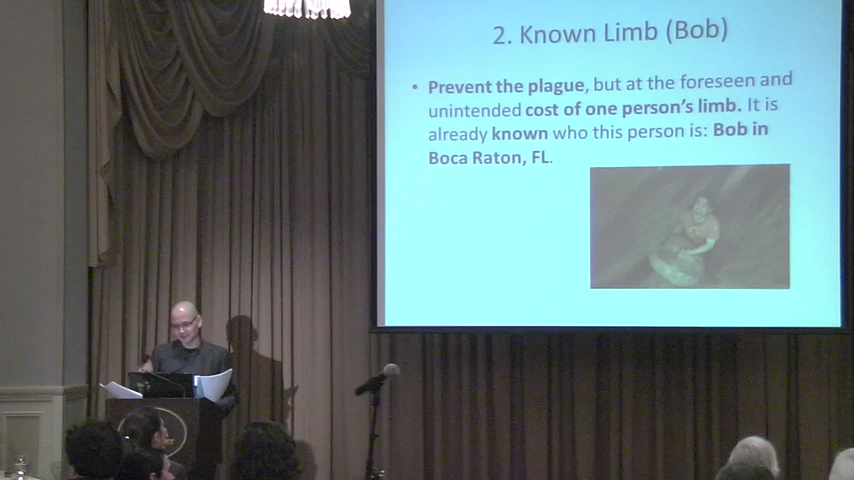 2. Known Limb (Bob)
• Prevent the plague, but at the foreseen and
unintended cost of one person's limb. It is
already known who this person is: Bob in
Boca Raton, FL.